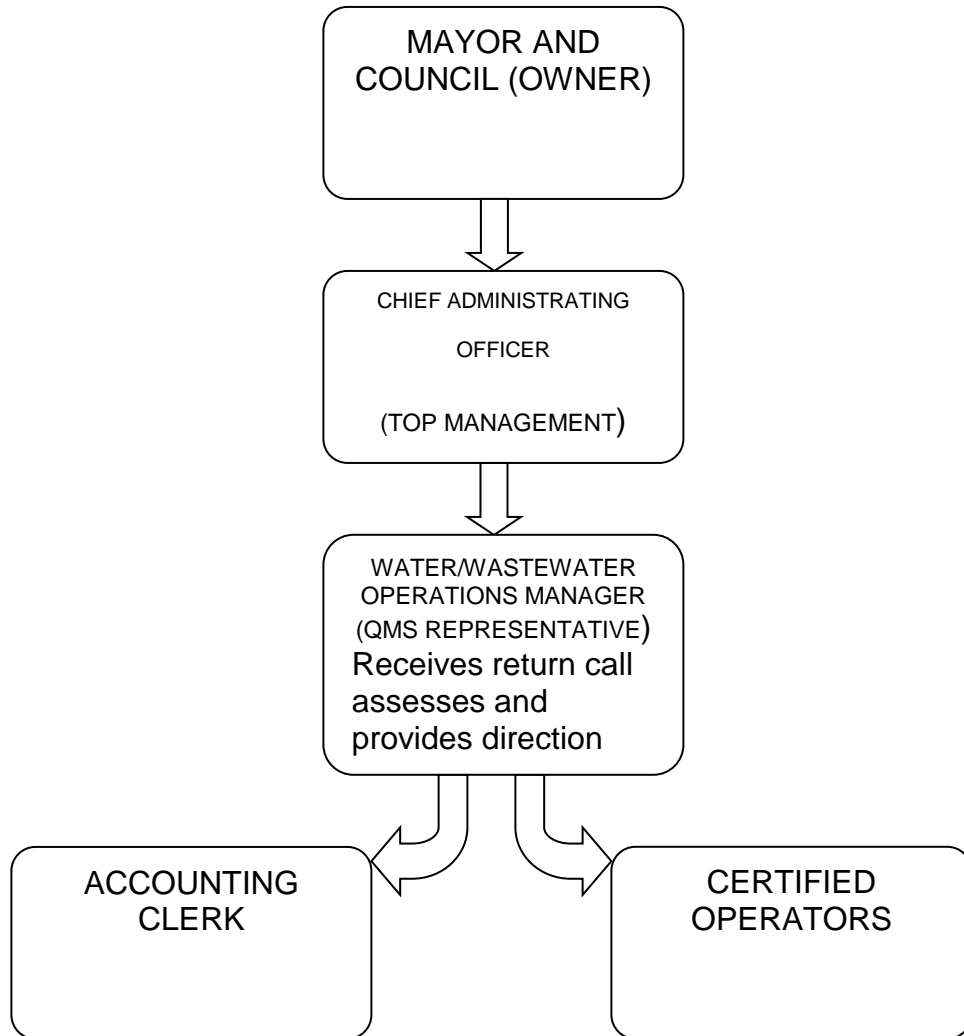 MAYOR AND
COUNCIL (OWNER)
CHIEF ADMINISTRATING
OFFICER
(TOP MANAGEMENT)
WATER/WASTEWATER
OPERATIONS MANAGER
(QMS REPRESENTATIVE)
Receives return call
assesses and
provides direction
ACCOUNTING
CLERK
CERTIFIED
OPERATORS